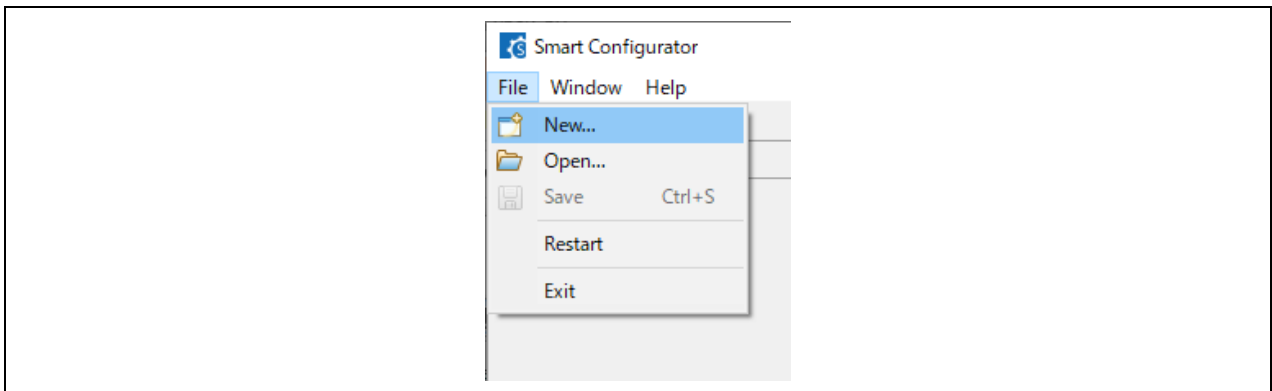 Smart Configurator
File Window Help
New...
Open...
Save Ctrl+S
Restart
Exit